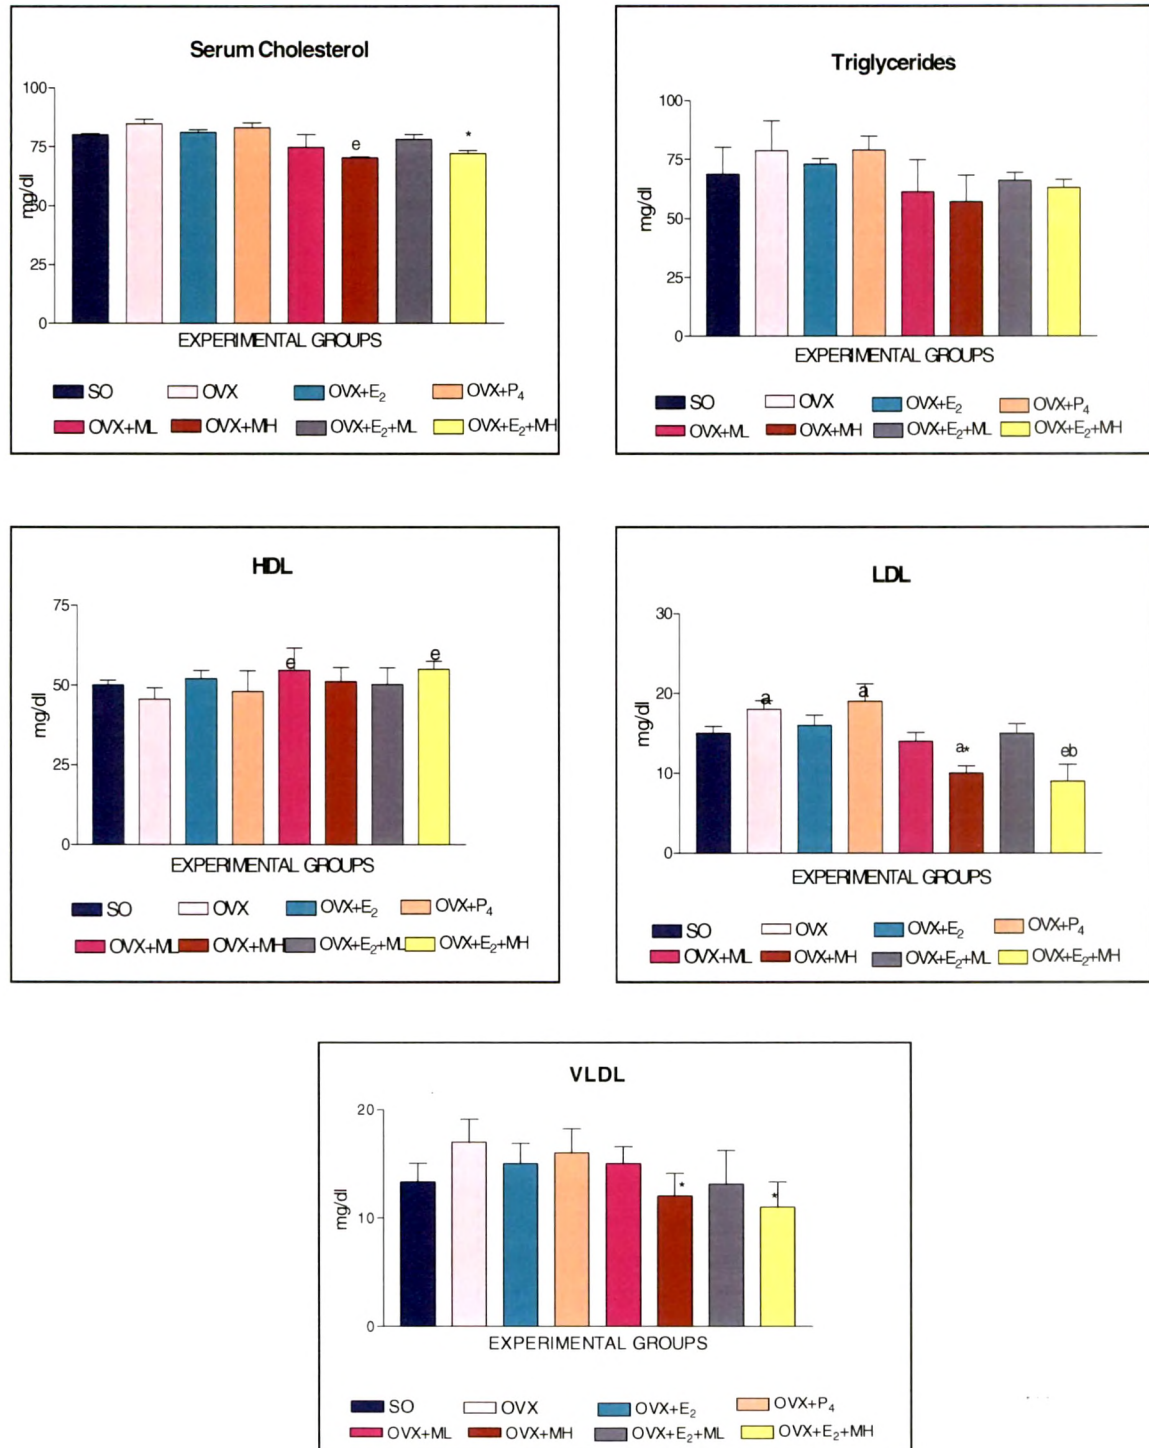 Serum Cholesterol
100
e
*
75
mg/dl
50
25
0
EXPERIMENTAL GROUPS
SO OVX OVX+E₂ OVX+P₄
OVX+ML OVX+MH OVX+E₂+ML OVX+E₂+MH
Triglycerides
100
75
mg/dl
50
25
0
EXPERIMENTAL GROUPS
SO OVX OVX+E₂ OVX+P₄
OVX+ML OVX+MH OVX+E₂+ML OVX+E₂+MH
HDL
75
e e
50
mg/dl
25
0
EXPERIMENTAL GROUPS
SO OVX OVX+E₂ OVX+P₄
OVX+ML OVX+MH OVX+E₂+ML OVX+E₂+MH
LDL
30
20
a a
mg/dl
a* eb
10
0
EXPERIMENTAL GROUPS
SO OVX OVX+E₂ OVX+P₄
OVX+ML OVX+MH OVX+E₂+ML OVX+E₂+MH
VLDL
20
mg/dl
* *
10
0
EXPERIMENTAL GROUPS
SO OVX OVX+E₂ OVX+P₄
OVX+ML OVX+MH OVX+E₂+ML OVX+E₂+MH